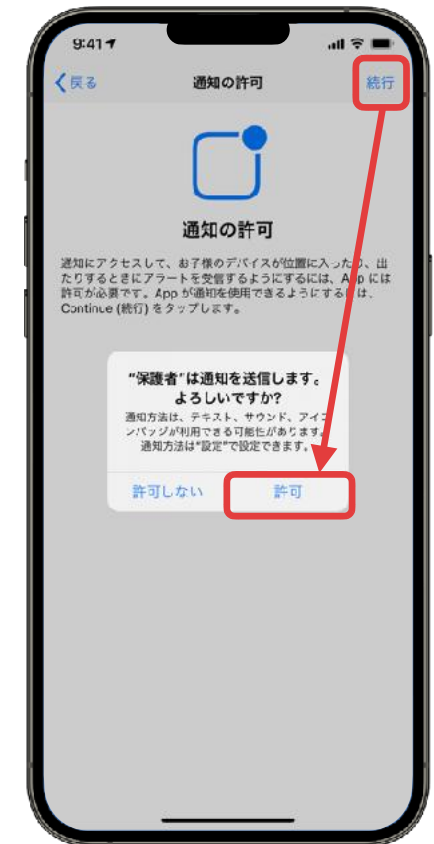 9:41
戻る 通知の許可 続行
通知の許可
通知にアクセスして、お子様のデバイスが位置に入ったり、出
たりするときにアラートを受信するようにするには、App には
許可が必要です。App が通知を使用できるようにするには、
Continue (続行) をタップします。
"保護者"は通知を送信します。
よろしいですか?
通知方法は、テキスト、サウンド、アイコ
ンバッジが利用できる可能性があります。
通知方法は"設定"で設定できます。
許可しない 許可